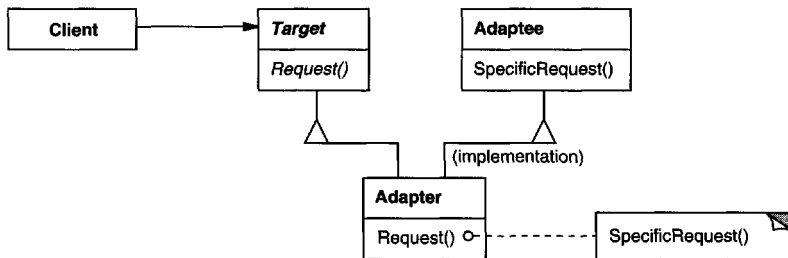 Client
Target
Adaptee
Request()
SpecificRequest()
(implementation)
Adapter
Request()
SpecificRequest()